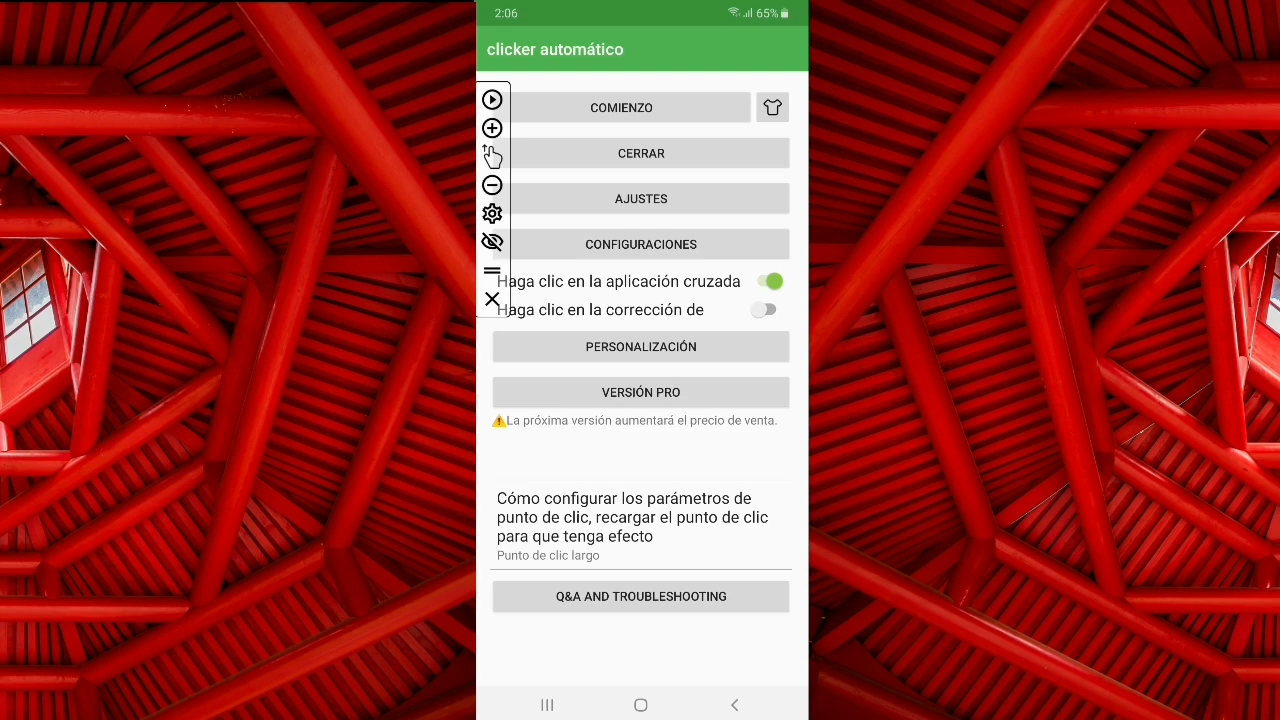 2:06
65%
clicker automático
COMIENZO
CERRAR
AJUSTES
CONFIGURACIONES
Haga clic en la aplicación cruzada
Haga clic en la corrección de
PERSONALIZACIÓN
VERSIÓN PRO
La próxima versión aumentará el precio de venta.
Cómo configurar los parámetros de
punto de clic, recargar el punto de clic
para que tenga efecto
Punto de clic largo
Q&A AND TROUBLESHOOTING